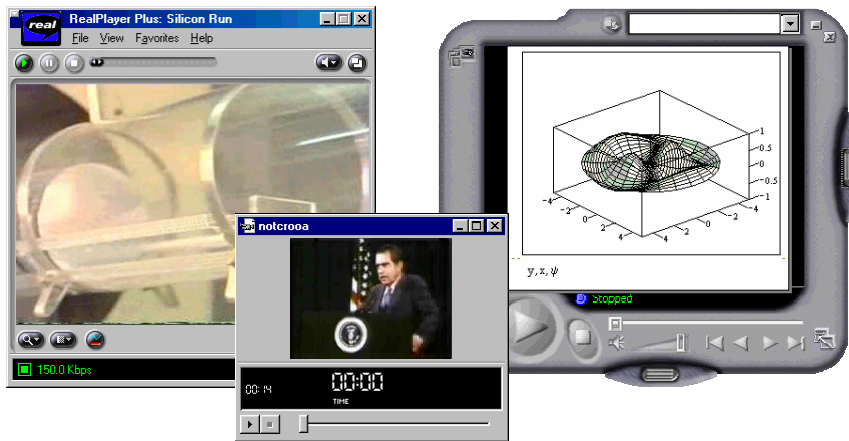 real
RealPlayer Plus: Silicon Run
File View Favorites Help
150.0 Kbps
notcrooa
00:14
00:00
TIME
1
0.5
0
-0.5
-1
-4
-2
0
2
4
4
2
0
-2
-4
y,x,ψ
Stopped